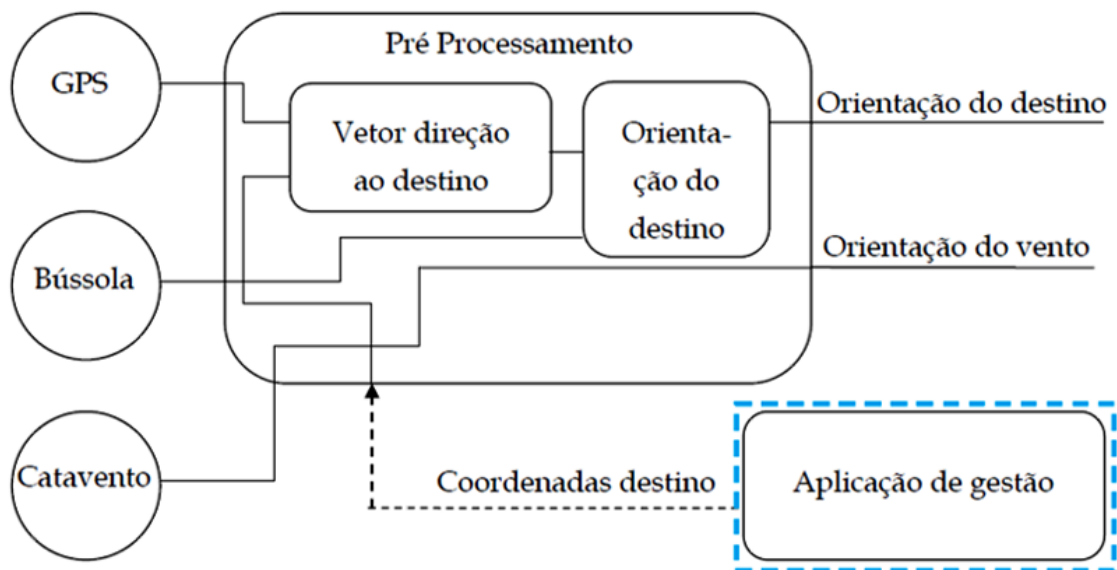 Pré Processamento
GPS
Vetor direção
ao destino
Orienta-
ção do
destino
Orientação do destino
Orientação do vento
Bússola
Catavento
Coordenadas destino
Aplicação de gestão